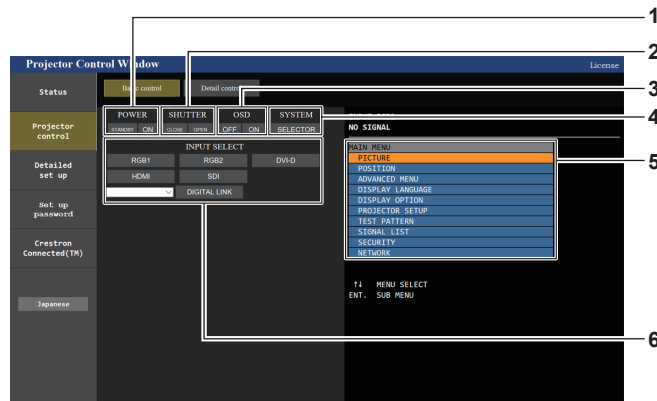 1
2
3
4
5
6
Projector Control Window
License
Status
Projector control
Detailed set up
Set up password
Crestron Connected(TM)
Japanese
Basic control
Detail control
POWER
STANDBY ON
SHUTTER
CLOSE OPEN
OSD
OFF ON
SYSTEM
SELECTOR
INPUT SELECT
RGB1 RGB2 DVI-D
HDMI SDI
DIGITAL LINK
NO SIGNAL
MAIN MENU
PICTURE
POSITION
ADVANCED MENU
DISPLAY LANGUAGE
DISPLAY OPTION
PROJECTOR SETUP
TEST PATTERN
SIGNAL LIST
SECURITY
NETWORK
↑↓ MENU SELECT
ENT. SUB MENU